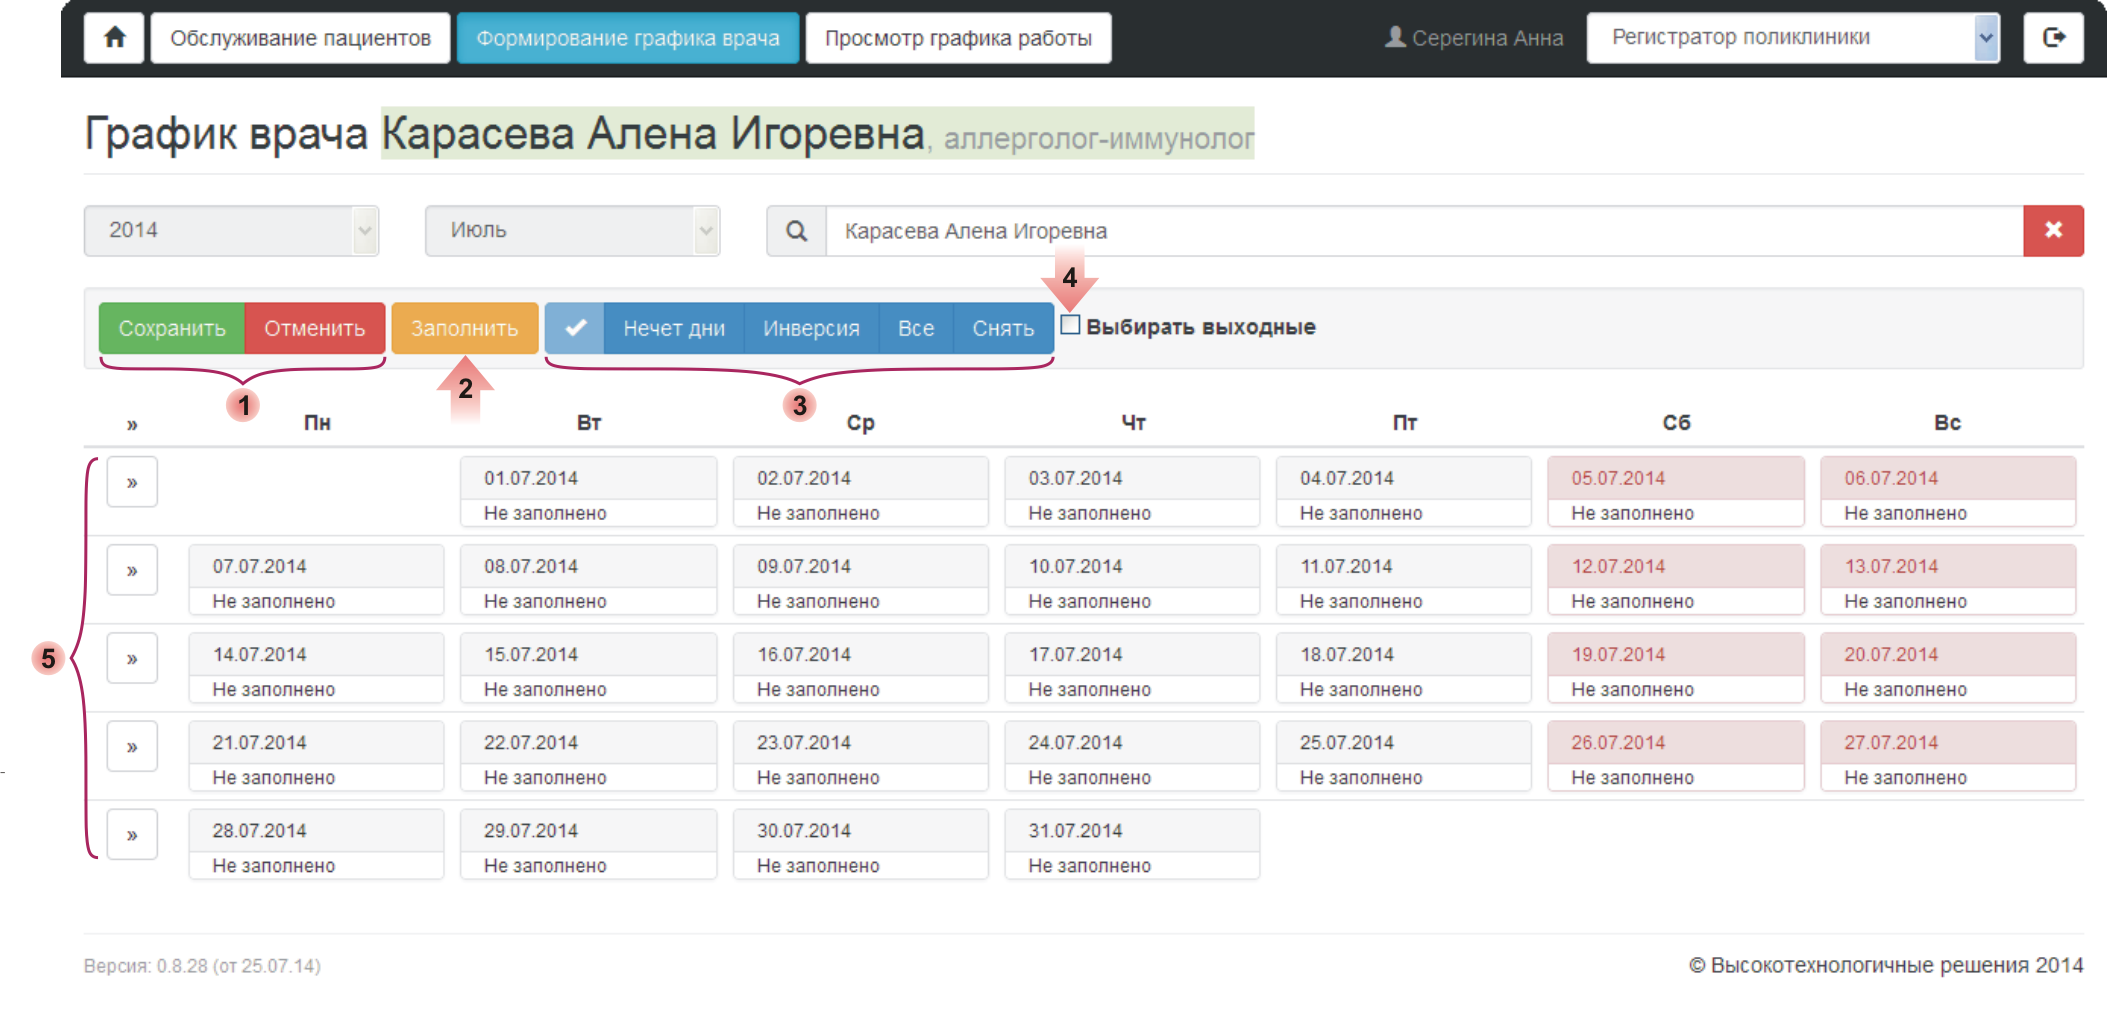 Обслуживание пациентов Формирование графика врача Просмотр графика работы Серегина Анна Регистратор поликлиники
График врача Карасева Алена Игоревна, аллерголог-иммунолог
2014 Июль Карасева Алена Игоревна
4
Сохранить Отменить Заполнить Нечет дни Инверсия Все Снять Выбирать выходные
1 2 3
» Пн Вт Ср Чт Пт Сб Вс
» 01.07.2014 02.07.2014 03.07.2014 04.07.2014 05.07.2014 06.07.2014
Не заполнено Не заполнено Не заполнено Не заполнено Не заполнено Не заполнено
» 07.07.2014 08.07.2014 09.07.2014 10.07.2014 11.07.2014 12.07.2014 13.07.2014
Не заполнено Не заполнено Не заполнено Не заполнено Не заполнено Не заполнено Не заполнено
5 » 14.07.2014 15.07.2014 16.07.2014 17.07.2014 18.07.2014 19.07.2014 20.07.2014
Не заполнено Не заполнено Не заполнено Не заполнено Не заполнено Не заполнено Не заполнено
» 21.07.2014 22.07.2014 23.07.2014 24.07.2014 25.07.2014 26.07.2014 27.07.2014
Не заполнено Не заполнено Не заполнено Не заполнено Не заполнено Не заполнено Не заполнено
» 28.07.2014 29.07.2014 30.07.2014 31.07.2014
Не заполнено Не заполнено Не заполнено Не заполнено
Версия: 0.8.28 (от 25.07.14) © Высокотехнологичные решения 2014